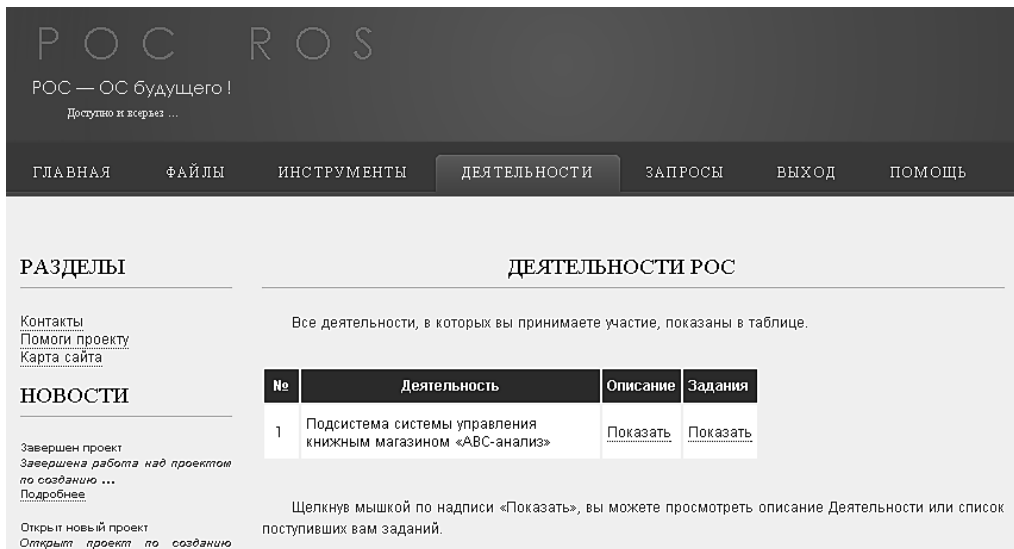 РОС ROS
РОС — ОС будущего !
Доступно и всерьез ...
ГЛАВНАЯ ФАЙЛЫ ИНСТРУМЕНТЫ ДЕЯТЕЛЬНОСТИ ЗАПРОСЫ ВЫХОД ПОМОЩЬ
РАЗДЕЛЫ
Контакты
Помоги проекту
Карта сайта
НОВОСТИ
Завершен проект
Завершена работа над проектом
по созданию ...
Подробнее
Открыт новый проект
Открыт проект по созданию
ДЕЯТЕЛЬНОСТИ РОС
Все деятельности, в которых вы принимаете участие, показаны в таблице.
№ Деятельность Описание Задания
1 Подсистема системы управления
книжным магазином «АВС-анализ» Показать Показать
Щелкнув мышкой по надписи «Показать», вы можете просмотреть описание Деятельности или список
поступивших вам заданий.